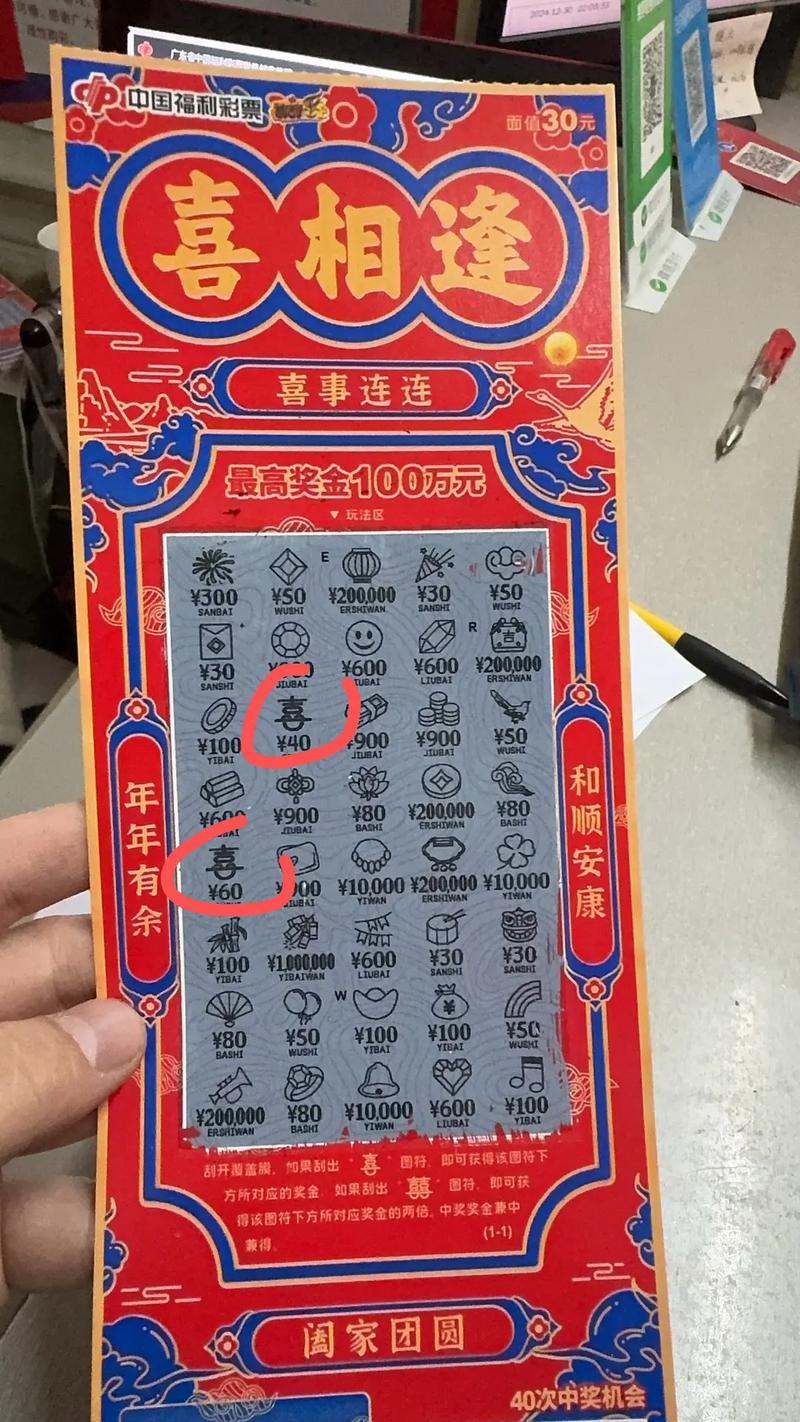 2024-12-30
中国福利彩票
面值30元
喜相逢
喜事连连
最高奖金100万元
▼ 玩法区
E
¥300 ¥50 ¥200,000 ¥30 ¥50
SANBAI WUSHI ERSHIWAN SANSHI WUSHI
R
吉
¥30 ¥600 ¥600 ¥200,000
SANSHI JIUBAI LIUBAI ERSHIWAN
喜
¥100 ¥40 ¥900 ¥900 ¥50
YIBAI JIUBAI JIUBAI WUSHI
¥600 ¥900 ¥80 ¥200,000 ¥80
JIUBAI BASHI ERSHIWAN BASHI
喜
¥60 ¥10,000 ¥200,000 ¥10,000
JIUBAI YIWAN ERSHIWAN YIWAN
¥100 ¥1,000,000 ¥600 ¥30 ¥30
YIBAI YIBAIWAN LIUBAI SANSHI SANSHI
W
¥
¥80 ¥50 ¥100 ¥100 ¥50
BASHI WUSHI YIBAI YIBAI WUSHI
¥200,000 ¥80 ¥10,000 ¥600 ¥100
ERSHIWAN BASHI YIWAN LIUBAI YIBAI
年年有余
和顺安康
刮开覆盖膜，如果刮出“喜”图符，即可获得该图符下
方所对应的奖金；如果刮出“囍”图符，即可获
得该图符下方所对应奖金的两倍。中奖奖金兼中
兼得。
(1-1)
阖家团圆
40次中奖机会